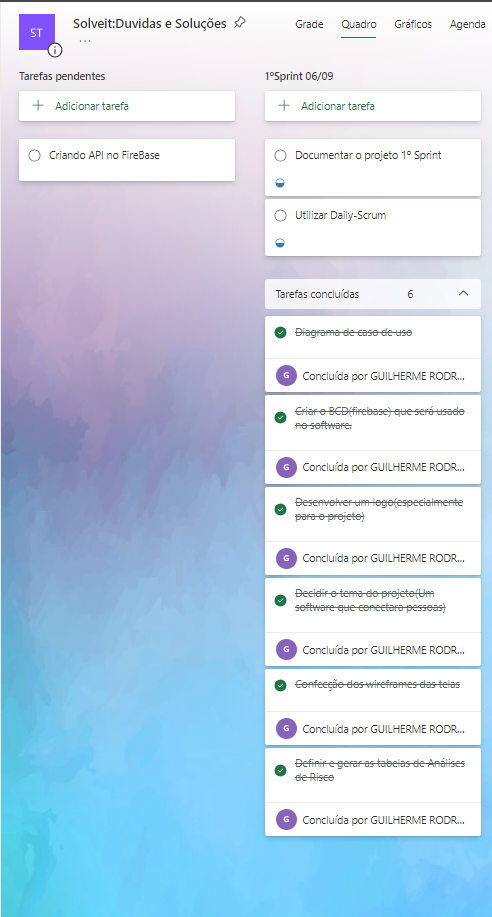 ST
Solveit:Duvidas e Soluções
...
Grade Quadro Gráficos Agenda
Tarefas pendentes
Adicionar tarefa
Criando API no FireBase
1ºSprint 06/09
Adicionar tarefa
Documentar o projeto 1º Sprint
Utilizar Daily-Scrum
Tarefas concluídas 6
Diagrama de caso de uso
G Concluída por GUILHERME RODR...
Criar o BCD(firebase) que será usado
no software.
G Concluída por GUILHERME RODR...
Desenvolver um logo(especialmente
para o projeto)
G Concluída por GUILHERME RODR...
Decidir o tema do projeto(Um
software que conectara pessoas)
G Concluída por GUILHERME RODR...
Confecção dos wireframes das telas
G Concluída por GUILHERME RODR...
Definir e gerar as tabelas de Análises
de Risco
G Concluída por GUILHERME RODR...